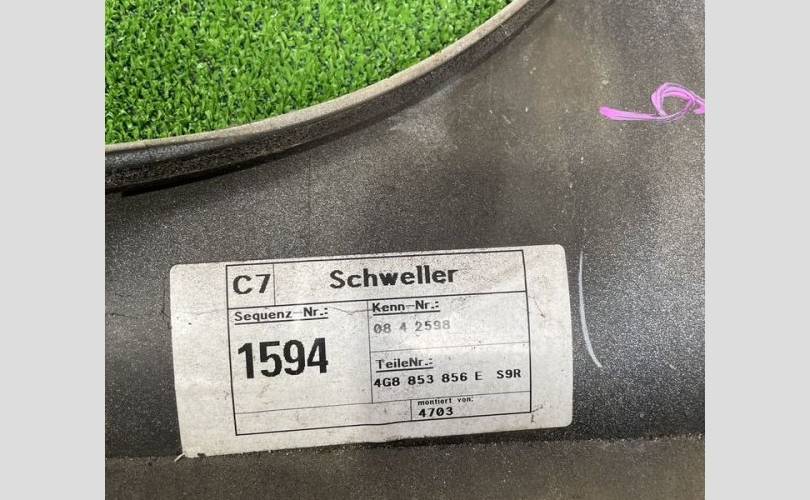 C7 Schweller
Sequenz-Nr.:
1594
Kenn-Nr.:
08 4 2598
TeileNr.:
4G8 853 856 E S9R
montiert von:
4703